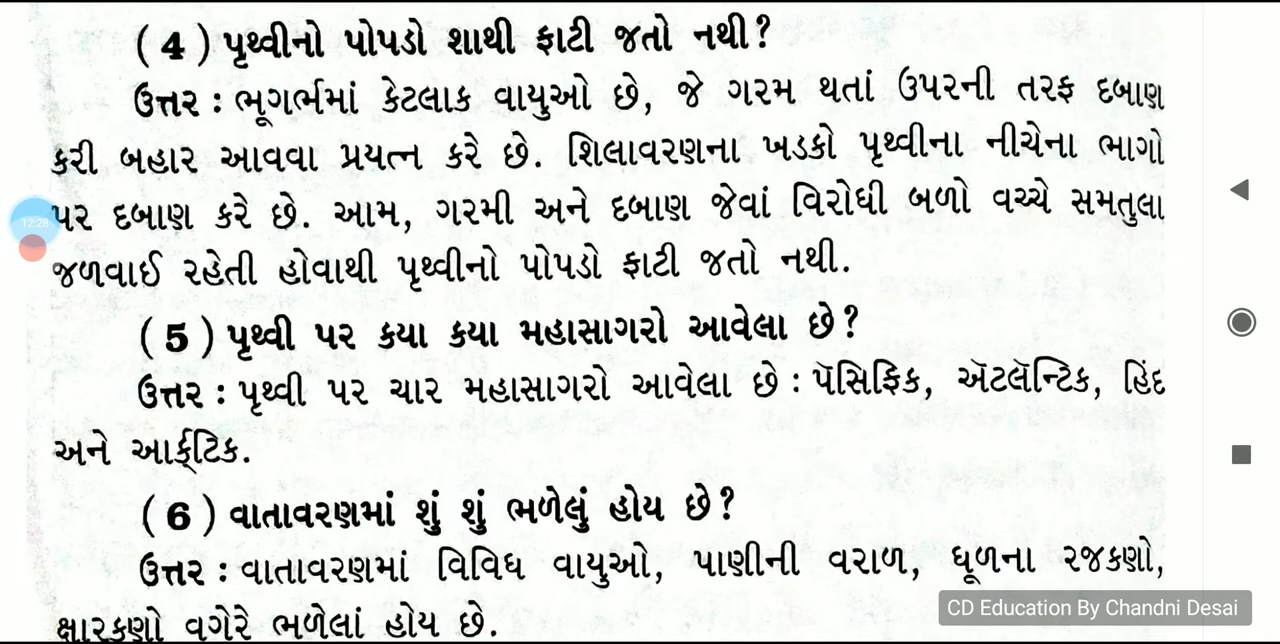 (4) પૃથ્વીનો પોપડો શાથી ફાટી જતો નથી?
ઉત્તર : ભૂગર્ભમાં કેટલાક વાયુઓ છે, જે ગરમ થતાં ઉપરની તરફ દબાણ
કરી બહાર આવવા પ્રયત્ન કરે છે. શિલાવરણના ખડકો પૃથ્વીના નીચેના ભાગો
પર દબાણ કરે છે. આમ, ગરમી અને દબાણ જેવાં વિરોધી બળો વચ્ચે સમતુલા
જળવાઈ રહેતી હોવાથી પૃથ્વીનો પોપડો ફાટી જતો નથી.
(5) પૃથ્વી પર કયા કયા મહાસાગરો આવેલા છે?
ઉત્તર : પૃથ્વી પર ચાર મહાસાગરો આવેલા છે : પૅસિફિક, ઍટલૅન્ટિક, હિંદ
અને આર્ક્ટિક.
(6) વાતાવરણમાં શું શું ભળેલું હોય છે?
ઉત્તર : વાતાવરણમાં વિવિધ વાયુઓ, પાણીની વરાળ, ધૂળના રજકણો,
ક્ષારકણો વગેરે ભળેલાં હોય છે.
12:28
CD Education By Chandni Desai